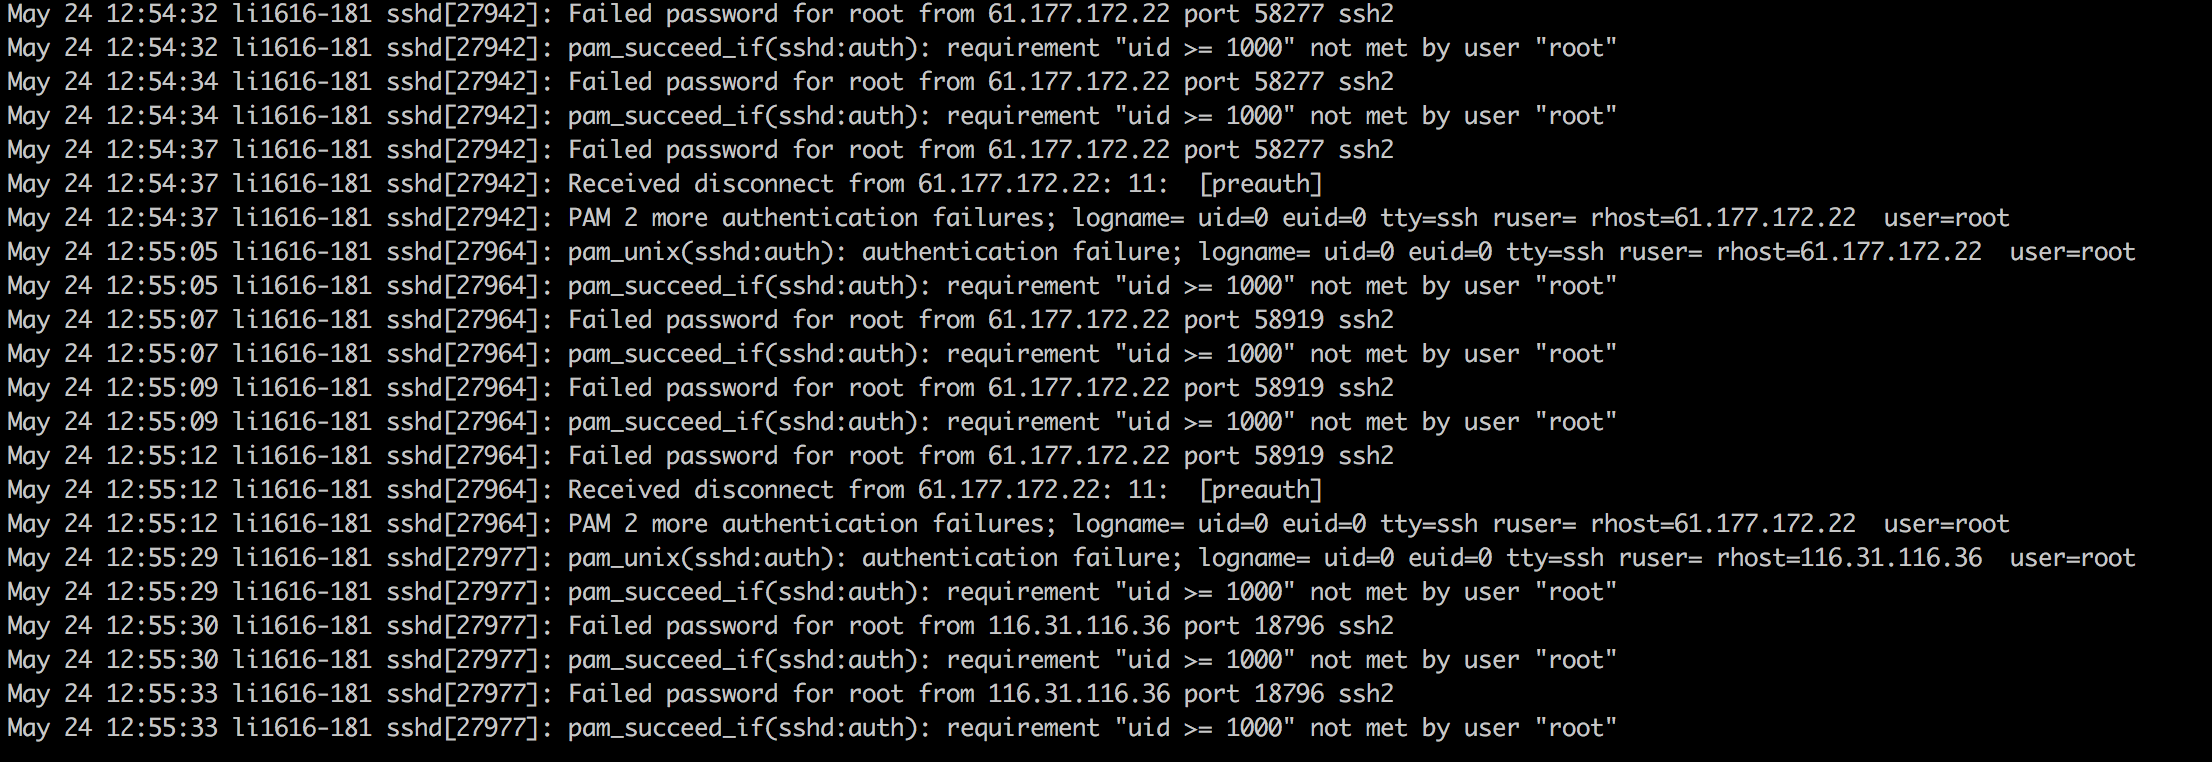 May 24 12:54:32 li1616-181 sshd[27942]: Failed password for root from 61.177.172.22 port 58277 ssh2
May 24 12:54:32 li1616-181 sshd[27942]: pam_succeed_if(sshd:auth): requirement "uid >= 1000" not met by user "root"
May 24 12:54:34 li1616-181 sshd[27942]: Failed password for root from 61.177.172.22 port 58277 ssh2
May 24 12:54:34 li1616-181 sshd[27942]: pam_succeed_if(sshd:auth): requirement "uid >= 1000" not met by user "root"
May 24 12:54:37 li1616-181 sshd[27942]: Failed password for root from 61.177.172.22 port 58277 ssh2
May 24 12:54:37 li1616-181 sshd[27942]: Received disconnect from 61.177.172.22: 11:  [preauth]
May 24 12:54:37 li1616-181 sshd[27942]: PAM 2 more authentication failures; logname= uid=0 euid=0 tty=ssh ruser= rhost=61.177.172.22  user=root
May 24 12:55:05 li1616-181 sshd[27964]: pam_unix(sshd:auth): authentication failure; logname= uid=0 euid=0 tty=ssh ruser= rhost=61.177.172.22  user=root
May 24 12:55:05 li1616-181 sshd[27964]: pam_succeed_if(sshd:auth): requirement "uid >= 1000" not met by user "root"
May 24 12:55:07 li1616-181 sshd[27964]: Failed password for root from 61.177.172.22 port 58919 ssh2
May 24 12:55:07 li1616-181 sshd[27964]: pam_succeed_if(sshd:auth): requirement "uid >= 1000" not met by user "root"
May 24 12:55:09 li1616-181 sshd[27964]: Failed password for root from 61.177.172.22 port 58919 ssh2
May 24 12:55:09 li1616-181 sshd[27964]: pam_succeed_if(sshd:auth): requirement "uid >= 1000" not met by user "root"
May 24 12:55:12 li1616-181 sshd[27964]: Failed password for root from 61.177.172.22 port 58919 ssh2
May 24 12:55:12 li1616-181 sshd[27964]: Received disconnect from 61.177.172.22: 11:  [preauth]
May 24 12:55:12 li1616-181 sshd[27964]: PAM 2 more authentication failures; logname= uid=0 euid=0 tty=ssh ruser= rhost=61.177.172.22  user=root
May 24 12:55:29 li1616-181 sshd[27977]: pam_unix(sshd:auth): authentication failure; logname= uid=0 euid=0 tty=ssh ruser= rhost=116.31.116.36  user=root
May 24 12:55:29 li1616-181 sshd[27977]: pam_succeed_if(sshd:auth): requirement "uid >= 1000" not met by user "root"
May 24 12:55:30 li1616-181 sshd[27977]: Failed password for root from 116.31.116.36 port 18796 ssh2
May 24 12:55:30 li1616-181 sshd[27977]: pam_succeed_if(sshd:auth): requirement "uid >= 1000" not met by user "root"
May 24 12:55:33 li1616-181 sshd[27977]: Failed password for root from 116.31.116.36 port 18796 ssh2
May 24 12:55:33 li1616-181 sshd[27977]: pam_succeed_if(sshd:auth): requirement "uid >= 1000" not met by user "root"